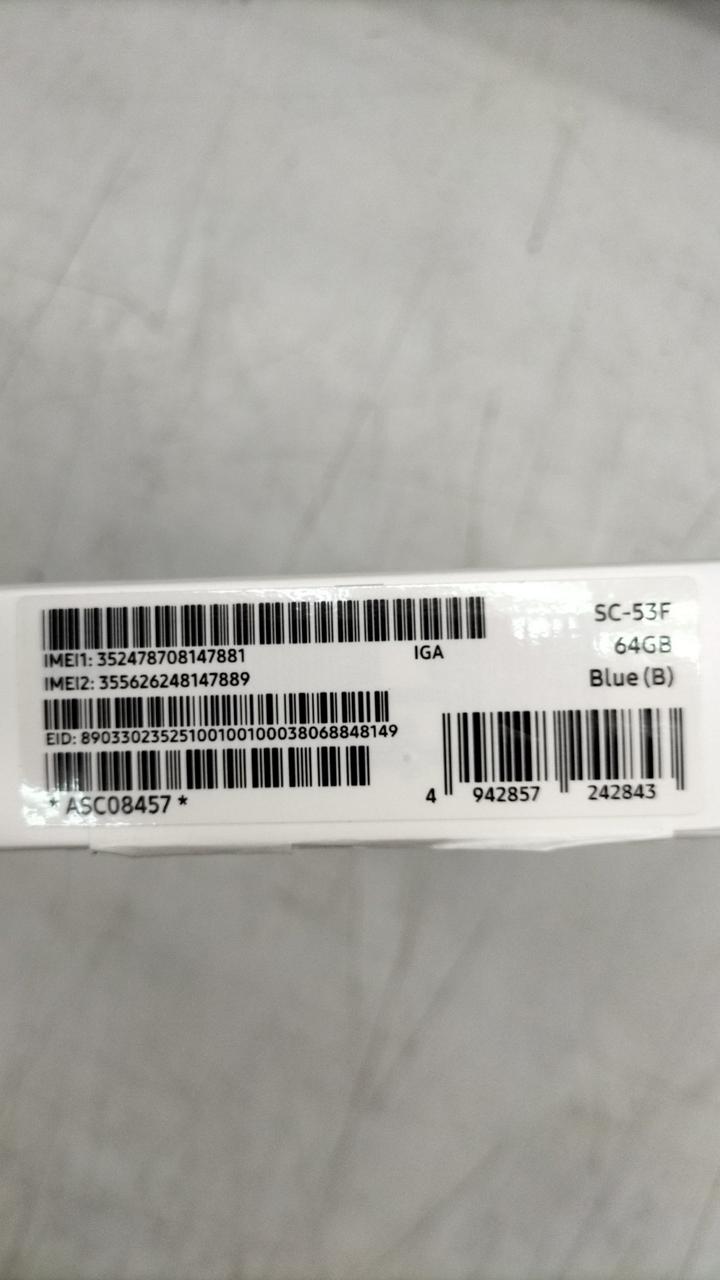 IMEI1: 352478708147881
IGA
IMEI2: 355626248147889
EID: 89033023525100100100038068848149
* ASC08457 *
SC-53F
64GB
Blue (B)
4 942857 242843